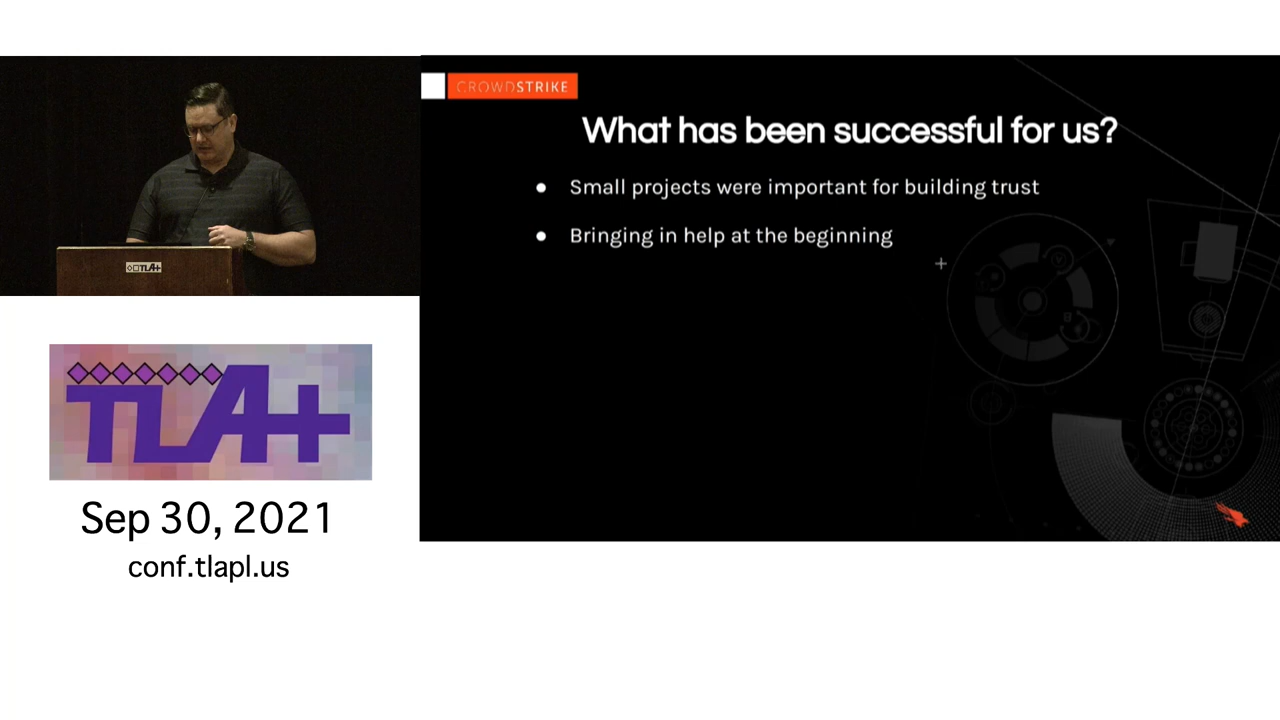 CROWDSTRIKE
What has been successful for us?
● Small projects were important for building trust
● Bringing in help at the beginning
TLA+
TLA+
Sep 30, 2021
conf.tlapl.us